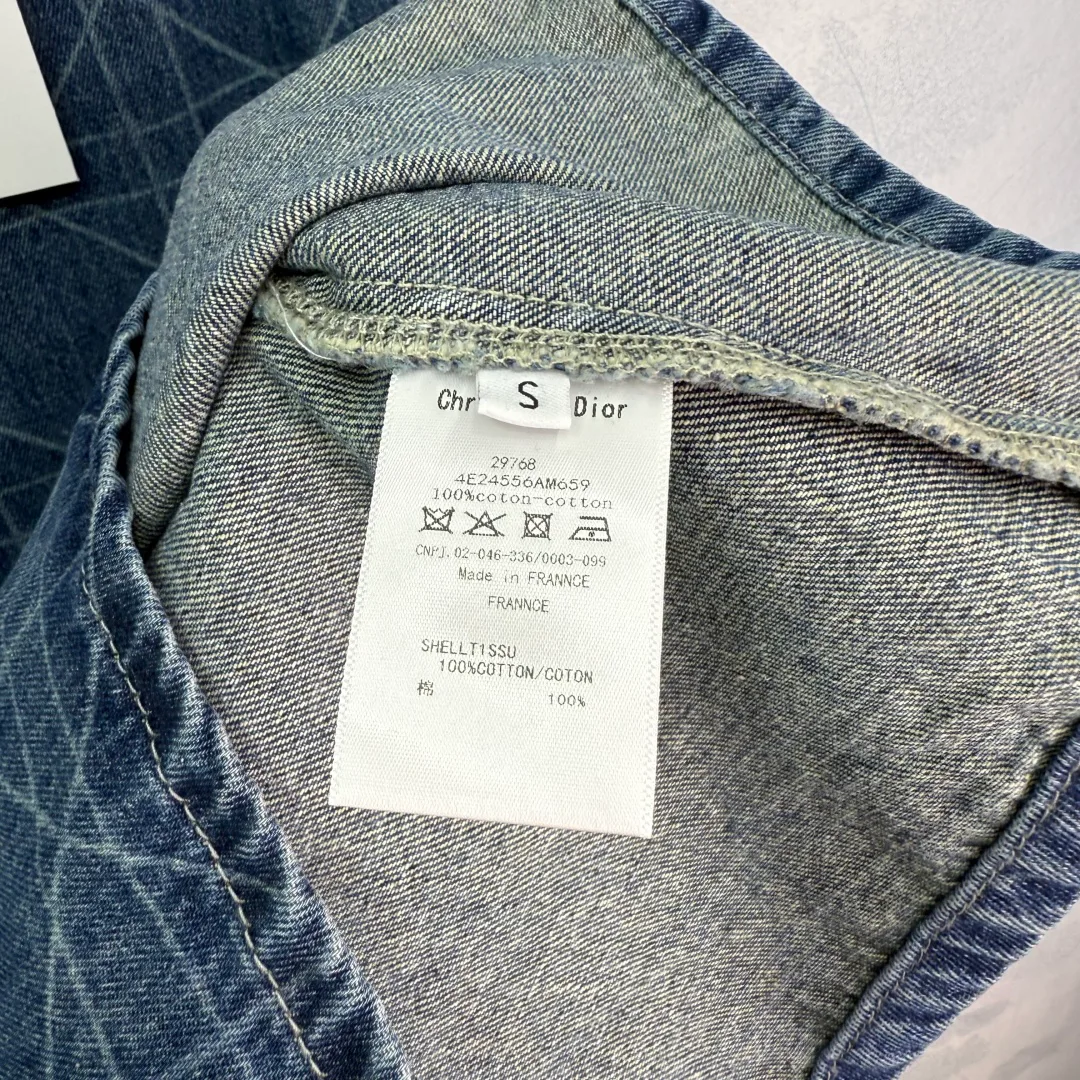 S
Chr Dior
29768
4E24556AM659
100%coton-cotton
CNPJ.02-046-336/0003-099
Made in FRANNCE
FRANNCE
SHELLT1SSU
100%COTTON/COTON
棉 100%